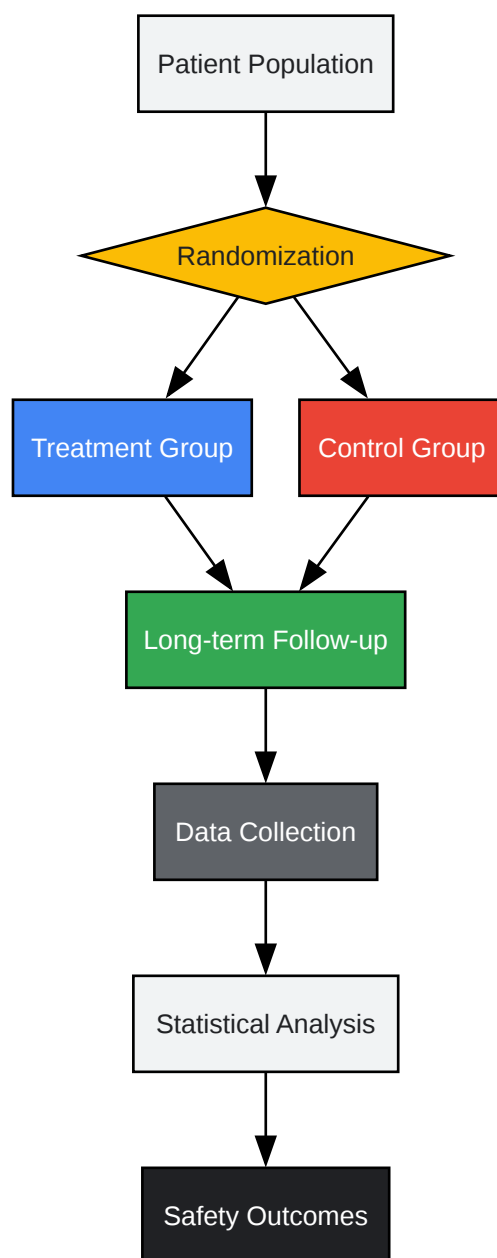 Patient Population
Randomization
Treatment Group
Control Group
Long-term Follow-up
Data Collection
Statistical Analysis
Safety Outcomes